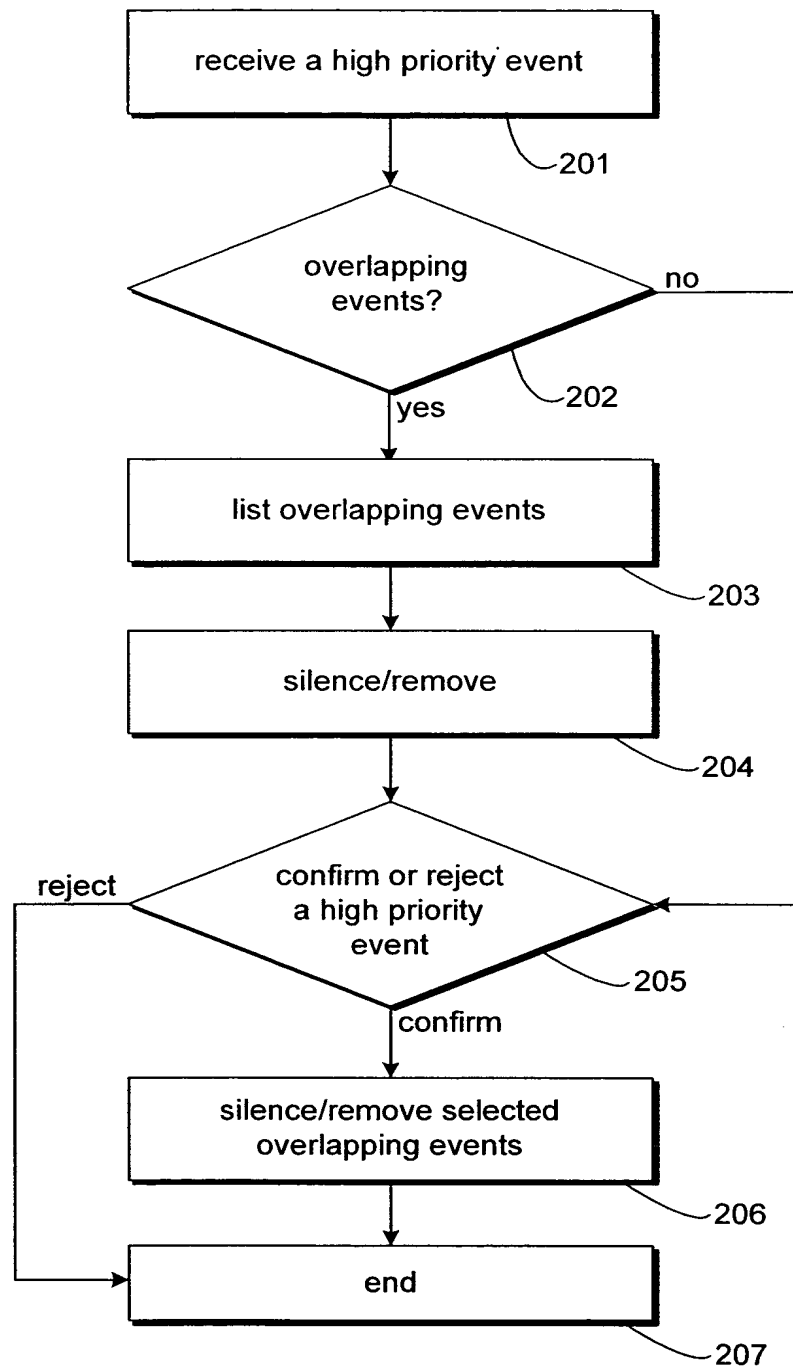 receive a high priority event
201
overlapping
events?
no
202
yes
list overlapping events
203
silence/remove
204
reject
confirm or reject
a high priority
event
205
confirm
silence/remove selected
overlapping events
206
end
207